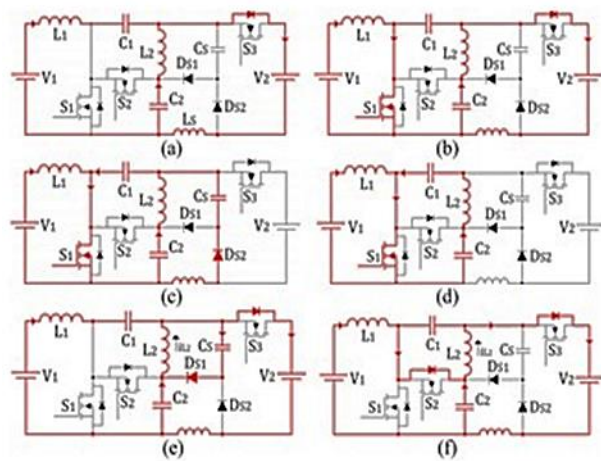 L1 C1 L2 DS1 CS S3 V1 S1 S2 C2 LS DS2 V2
(a)
L1 C1 L2 DS1 CS S3 V1 S1 S2 C2 DS2 V2
(b)
L1 C1 L2 DS1 CS S3 V1 S1 S2 C2 DS2 V2
(c)
L1 C1 L2 DS1 CS S3 V1 S1 S2 C2 DS2 V2
(d)
L1 C1 L2 DS1 CS S3 V1 S1 S2 C2 DS2 V2
(e)
L1 C1 L2 DS1 CS S3 V1 S1 S2 C2 DS2 V2
(f)